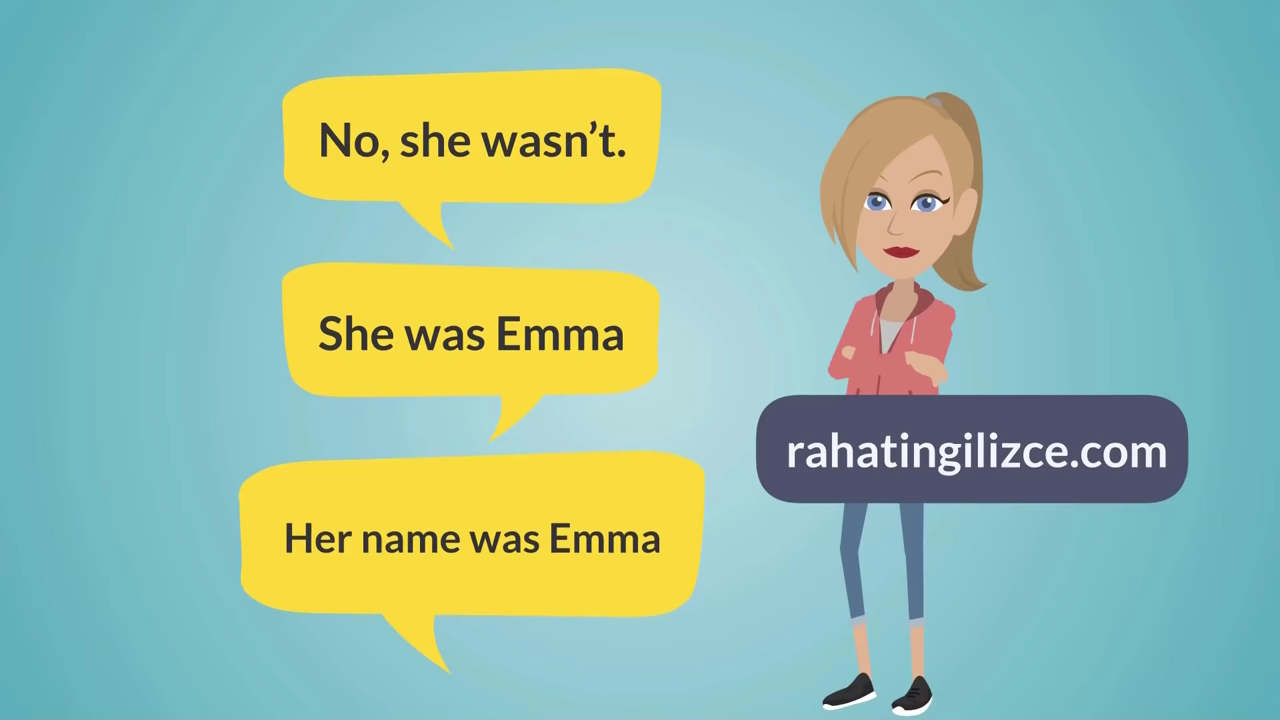 No, she wasn’t.
She was Emma
Her name was Emma
rahatingilizce.com